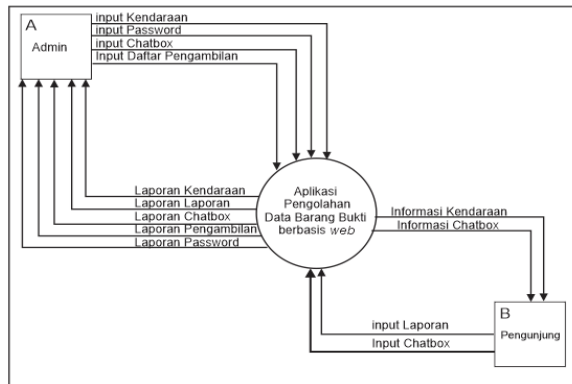 A
Admin
input Kendaraan
input Password
input Chatbox
Input Daftar Pengambilan
Aplikasi
Pengolahan
Data Barang Bukti
berbasis web
Laporan Kendaraan
Laporan Laporan
Laporan Chatbox
Laporan Pengambilan
Laporan Password
Informasi Kendaraan
Informasi Chatbox
B
Pengunjung
input Laporan
Input Chatbox